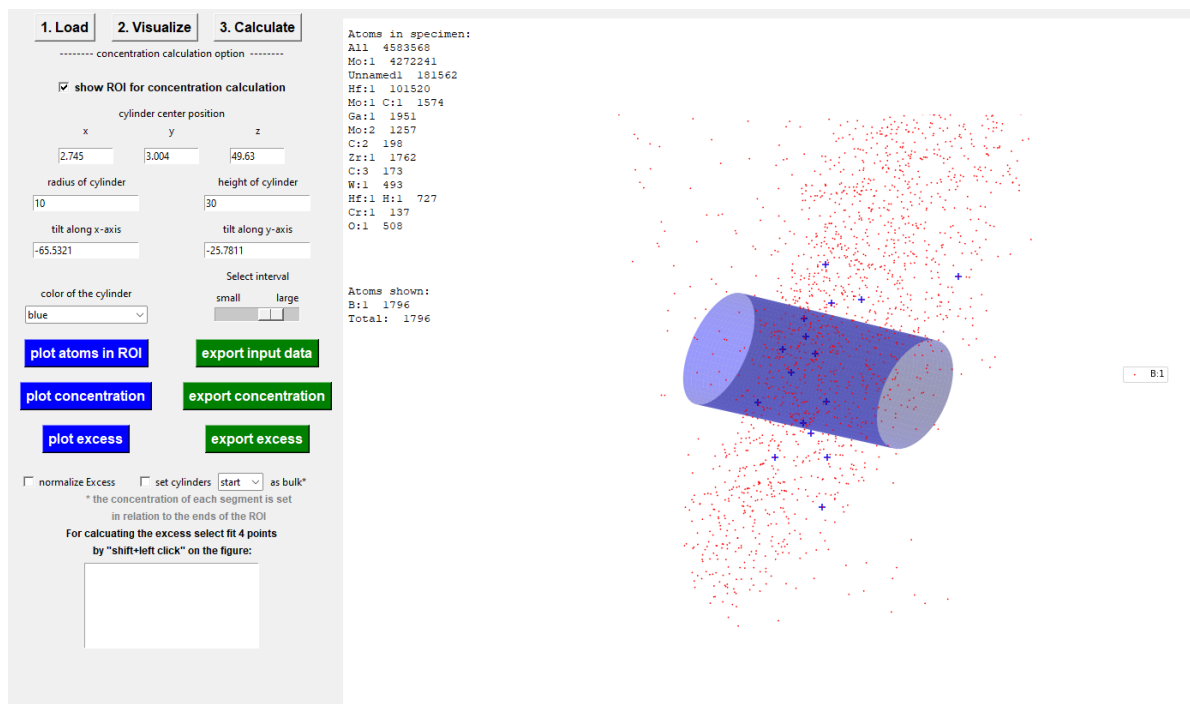 1. Load 2. Visualize 3. Calculate
-------- concentration calculation option --------
show ROI for concentration calculation
cylinder center position
x y z
2.745 3.004 49.63
radius of cylinder height of cylinder
10 30
tilt along x-axis tilt along y-axis
-65.5321 -25.7811
Select interval
color of the cylinder small large
blue
plot atoms in ROI export input data
plot concentration export concentration
plot excess export excess
normalize Excess set cylinders start as bulk*
* the concentration of each segment is set
in relation to the ends of the ROI
For calcuating the excess select fit 4 points
by "shift+left click" on the figure:
Atoms in specimen:
All 4583568
Mo:1 4272241
Unnamed1 181562
Hf:1 101520
Mo:1 C:1 1574
Ga:1 1951
Mo:2 1257
C:2 198
Zr:1 1762
C:3 173
W:1 493
Hf:1 H:1 727
Cr:1 137
O:1 508
Atoms shown:
B:1 1796
Total: 1796
B:1